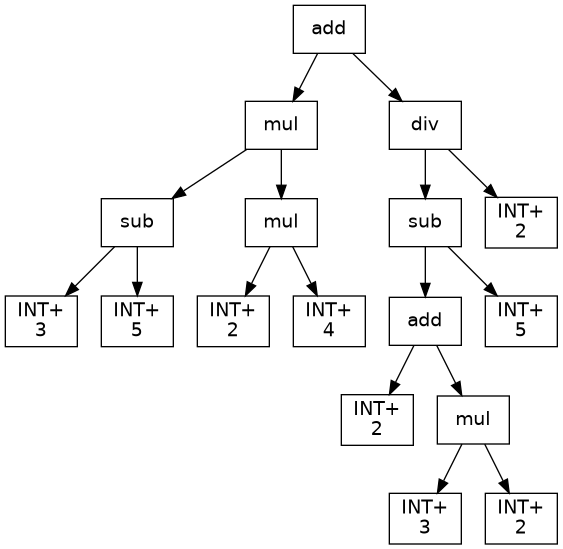 add
mul
div
sub
mul
sub
INT+
2
INT+
3
INT+
5
INT+
2
INT+
4
add
INT+
5
INT+
2
mul
INT+
3
INT+
2